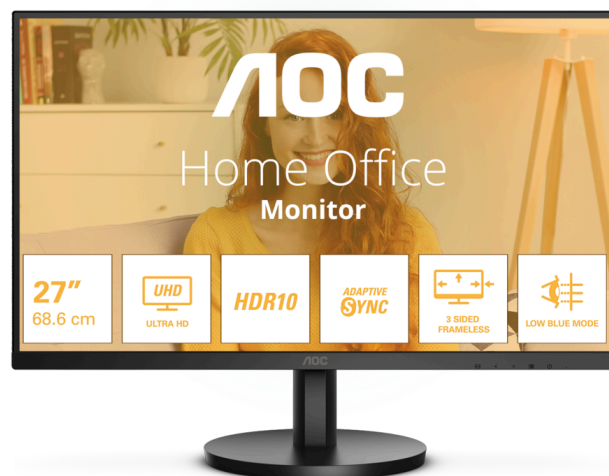 AOC
Home Office
Monitor
27"
68.6 cm
UHD
ULTRA HD
HDR10
ADAPTIVE
SYNC
3 SIDED
FRAMELESS
LOW BLUE MODE
AOC